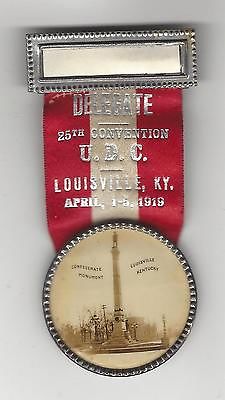 DELEGATE
25TH CONVENTION
U. D. C.
LOUISVILLE, KY.
APRIL, 1-5, 1919
CONFEDERATE MONUMENT
LOUISVILLE KENTUCKY